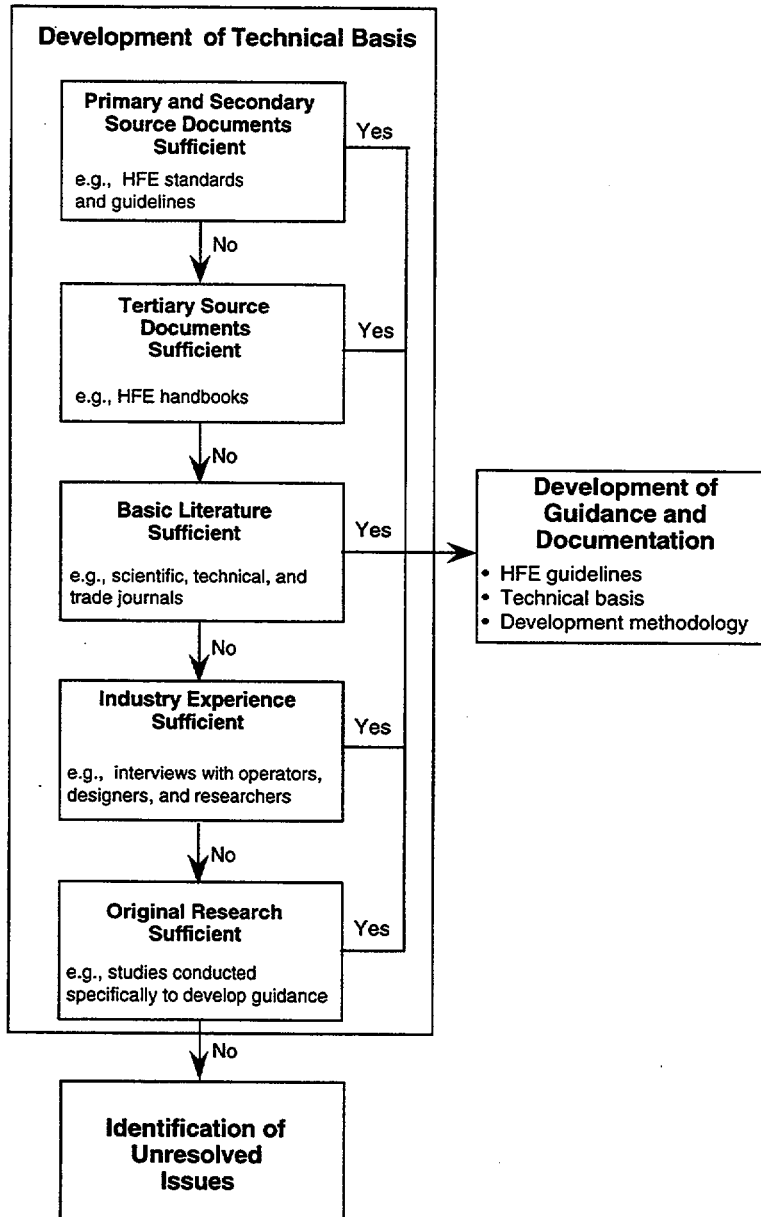 Development of Technical Basis
Primary and Secondary
Source Documents
Sufficient
e.g., HFE standards
and guidelines
Yes
No
Tertiary Source
Documents
Sufficient
e.g., HFE handbooks
Yes
No
Basic Literature
Sufficient
e.g., scientific, technical, and
trade journals
Yes
No
Industry Experience
Sufficient
e.g., interviews with operators,
designers, and researchers
Yes
No
Original Research
Sufficient
e.g., studies conducted
specifically to develop guidance
Yes
No
Identification of
Unresolved
Issues
Development of
Guidance and
Documentation
• HFE guidelines
• Technical basis
• Development methodology